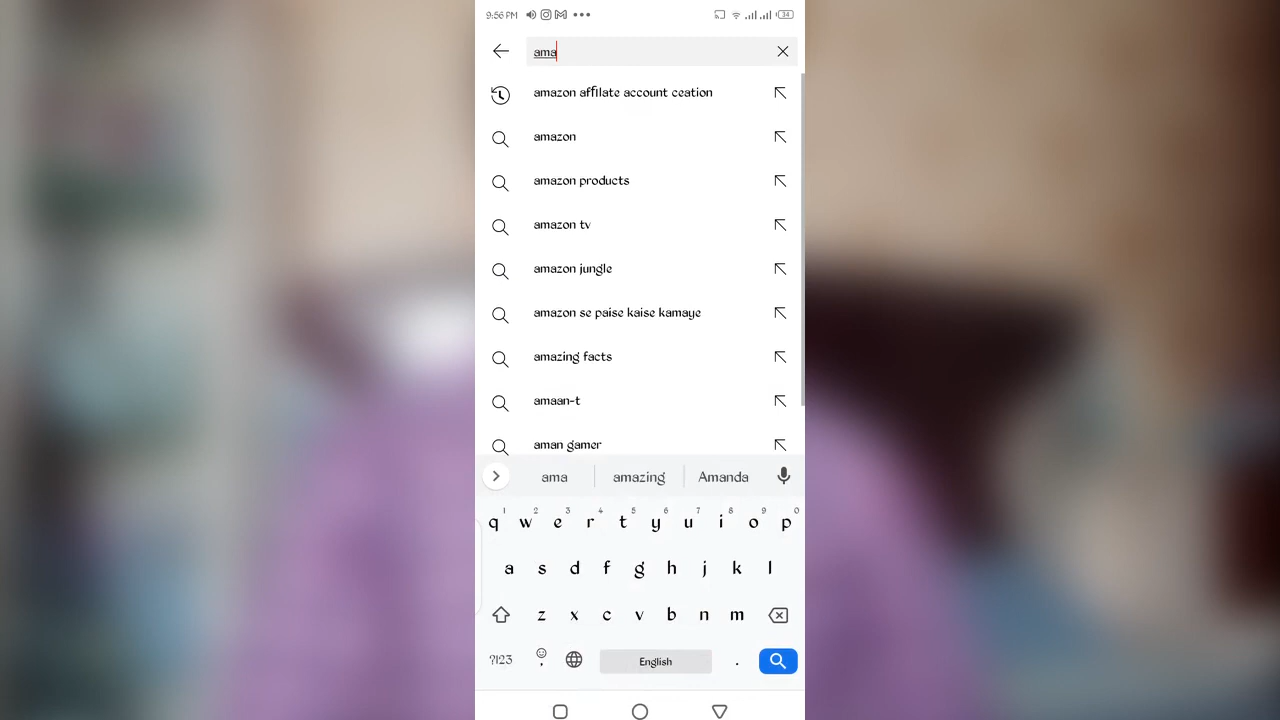 9:56 PM
34
ama
amazon affilate account ceation
amazon
amazon products
amazon tv
amazon jungle
amazon se paise kaise kamaye
amazing facts
amaan-t
aman gamer
ama amazing Amanda
1 2 3 4 5 6 7 8 9 0
q w e r t y u i o p
a s d f g h j k l
z x c v b n m
?123 , English .